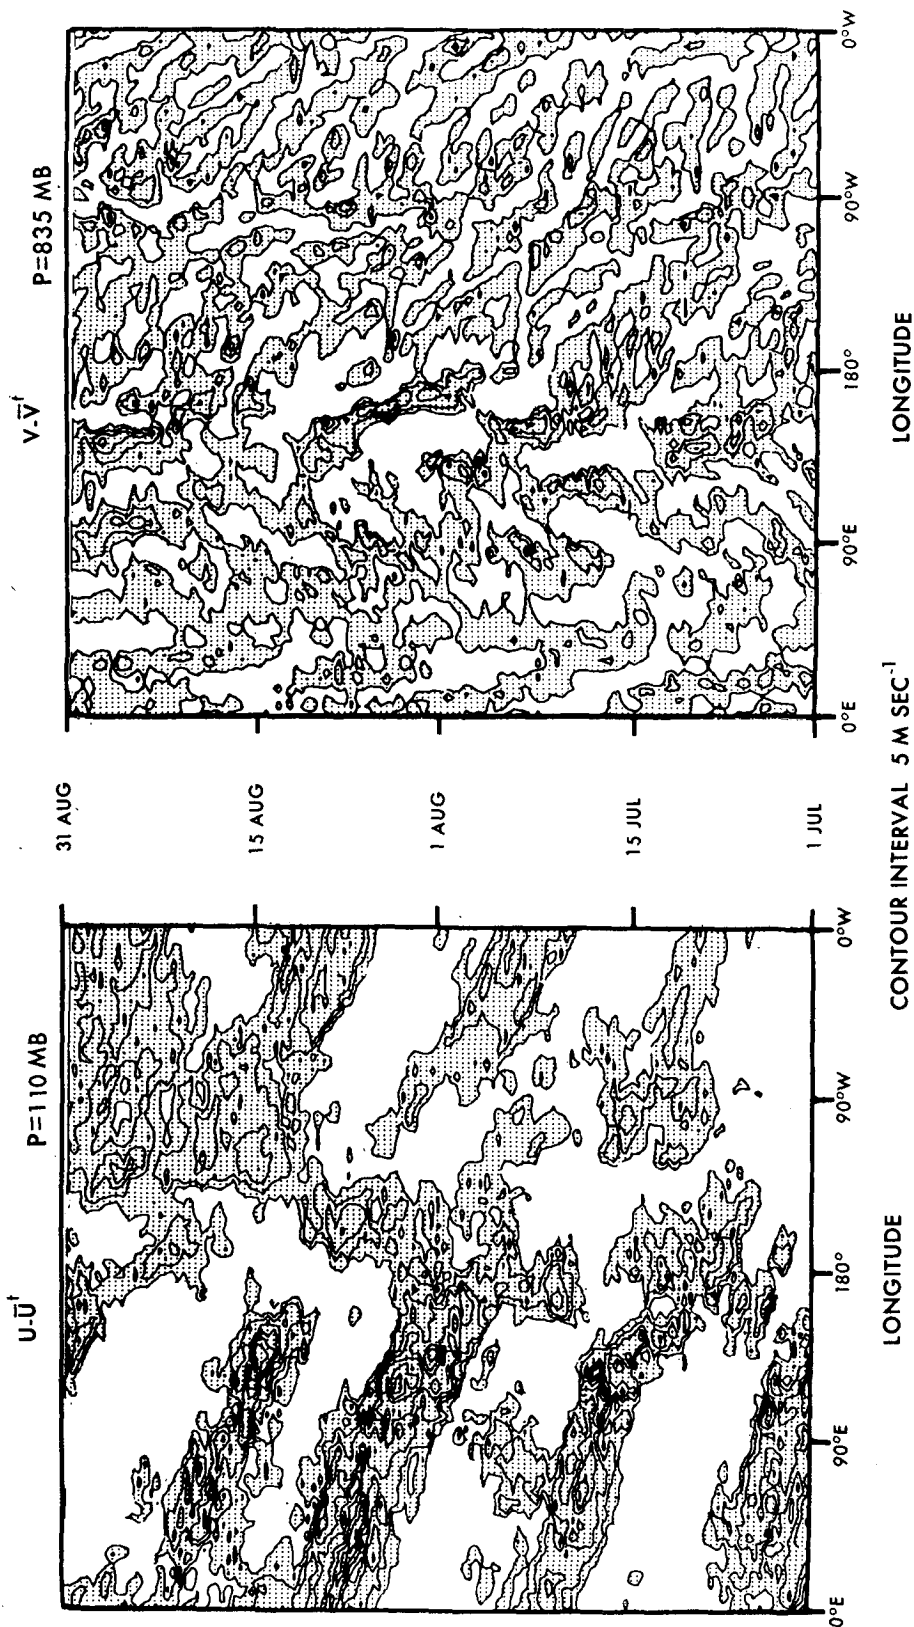 U-U̅ᵗ
P=110 MB
V-V̅ᵗ
P=835 MB
31 AUG
15 AUG
1 AUG
15 JUL
1 JUL
0°E
90°E
180°
90°W
0°W
LONGITUDE
0°E
90°E
180°
90°W
0°W
LONGITUDE
CONTOUR INTERVAL 5 M SEC⁻¹